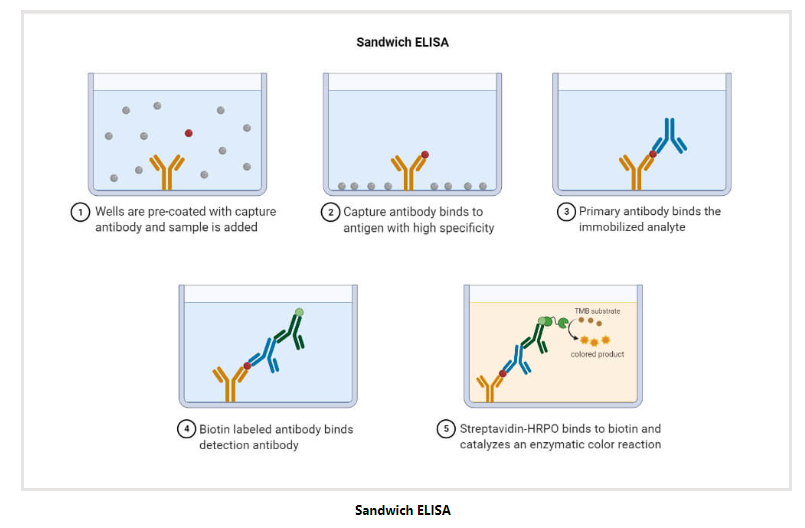 Sandwich ELISA
1 Wells are pre-coated with capture
antibody and sample is added
2 Capture antibody binds to
antigen with high specificity
3 Primary antibody binds the
immobilized analyte
4 Biotin labeled antibody binds
detection antibody
TMB substrate
colored product
5 Streptavidin-HRPO binds to biotin and
catalyzes an enzymatic color reaction
Sandwich ELISA